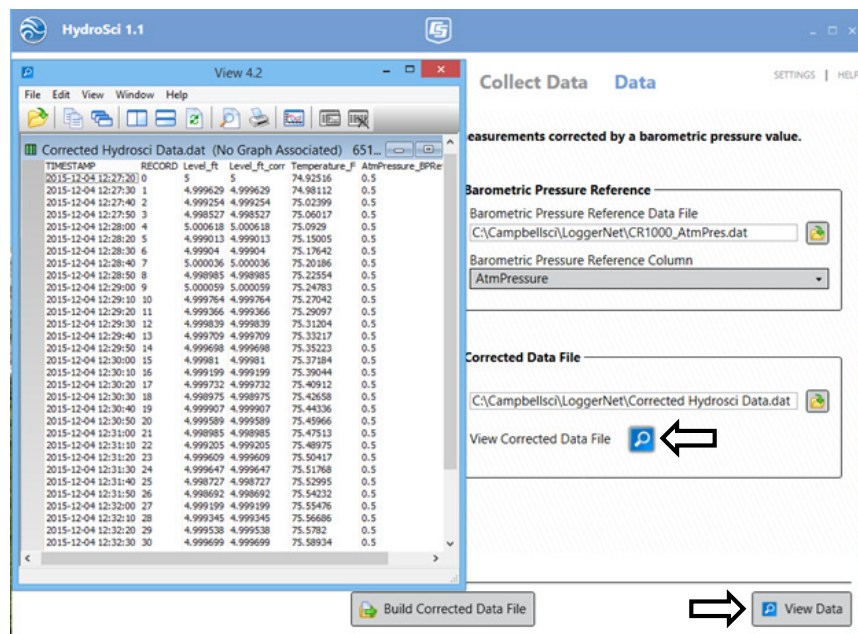 HydroSci 1.1
View 4.2
File Edit View Window Help
Corrected Hydrosci Data.dat (No Graph Associated) 651...
TIMESTAMP RECORD Level_ft Level_ft_corr Temperature_F AtmPressure_BPRe
2015-12-04 12:27:20 0 5 5 74.92516 0.5
2015-12-04 12:27:30 1 4.999629 4.999629 74.98112 0.5
2015-12-04 12:27:40 2 4.999254 4.999254 75.02399 0.5
2015-12-04 12:27:50 3 4.998527 4.998527 75.06017 0.5
2015-12-04 12:28:00 4 5.000618 5.000618 75.0929 0.5
2015-12-04 12:28:20 5 4.999013 4.999013 75.15005 0.5
2015-12-04 12:28:30 6 4.99904 4.99904 75.17642 0.5
2015-12-04 12:28:40 7 5.000036 5.000036 75.20186 0.5
2015-12-04 12:28:50 8 4.998985 4.998985 75.22554 0.5
2015-12-04 12:29:00 9 5.000059 5.000059 75.24783 0.5
2015-12-04 12:29:10 10 4.999764 4.999764 75.27042 0.5
2015-12-04 12:29:20 11 4.999366 4.999366 75.29097 0.5
2015-12-04 12:29:30 12 4.999839 4.999839 75.31204 0.5
2015-12-04 12:29:40 13 4.999709 4.999709 75.33217 0.5
2015-12-04 12:29:50 14 4.999698 4.999698 75.35223 0.5
2015-12-04 12:30:00 15 4.99981 4.99981 75.37184 0.5
2015-12-04 12:30:10 16 4.999199 4.999199 75.39044 0.5
2015-12-04 12:30:20 17 4.999732 4.999732 75.40912 0.5
2015-12-04 12:30:30 18 4.998975 4.998975 75.42658 0.5
2015-12-04 12:30:40 19 4.999907 4.999907 75.44336 0.5
2015-12-04 12:30:50 20 4.999589 4.999589 75.45966 0.5
2015-12-04 12:31:00 21 4.998985 4.998985 75.47513 0.5
2015-12-04 12:31:10 22 4.999205 4.999205 75.48975 0.5
2015-12-04 12:31:20 23 4.999609 4.999609 75.50417 0.5
2015-12-04 12:31:30 24 4.999647 4.999647 75.51768 0.5
2015-12-04 12:31:40 25 4.998727 4.998727 75.52995 0.5
2015-12-04 12:31:50 26 4.998692 4.998692 75.54232 0.5
2015-12-04 12:32:00 27 4.999199 4.999199 75.55476 0.5
2015-12-04 12:32:10 28 4.999345 4.999345 75.56686 0.5
2015-12-04 12:32:20 29 4.999538 4.999538 75.5782 0.5
2015-12-04 12:32:30 30 4.999699 4.999699 75.58934 0.5
Collect Data Data
SETTINGS | HELP
easurements corrected by a barometric pressure value.
Barometric Pressure Reference
Barometric Pressure Reference Data File
C:\Campbellsci\LoggerNet\CR1000_AtmPres.dat
Barometric Pressure Reference Column
AtmPressure
Corrected Data File
C:\Campbellsci\LoggerNet\Corrected Hydrosci Data.dat
View Corrected Data File
Build Corrected Data File
View Data